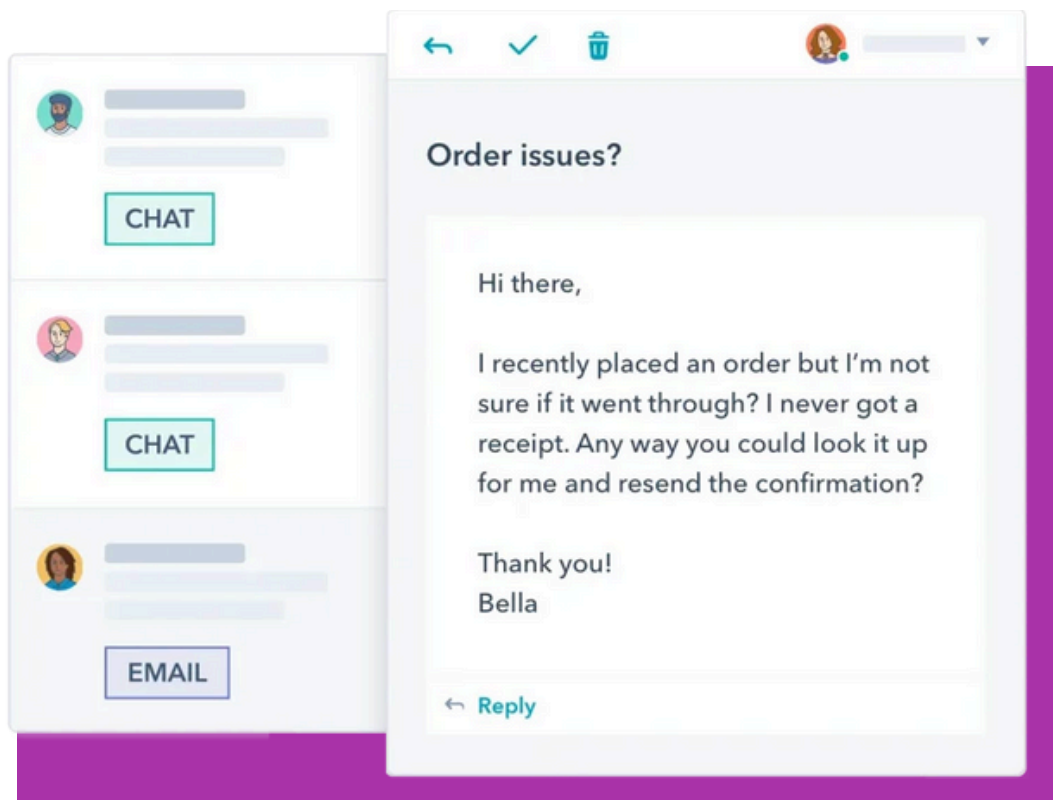 CHAT
CHAT
EMAIL
Order issues?
Hi there,
I recently placed an order but I’m not
sure if it went through? I never got a
receipt. Any way you could look it up
for me and resend the confirmation?
Thank you!
Bella
Reply